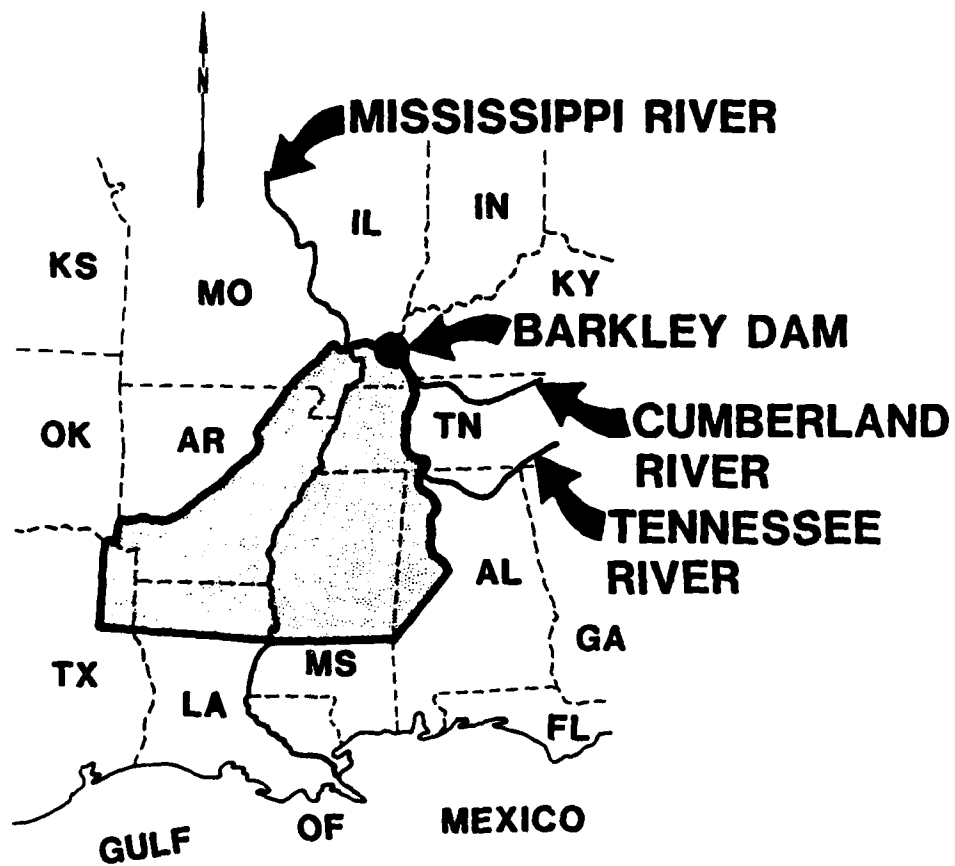 N
MISSISSIPPI RIVER
IL
IN
KS
MO
KY
BARKLEY DAM
OK
AR
TN
CUMBERLAND
RIVER
TENNESSEE
RIVER
AL
GA
TX
MS
LA
FL
GULF
OF
MEXICO